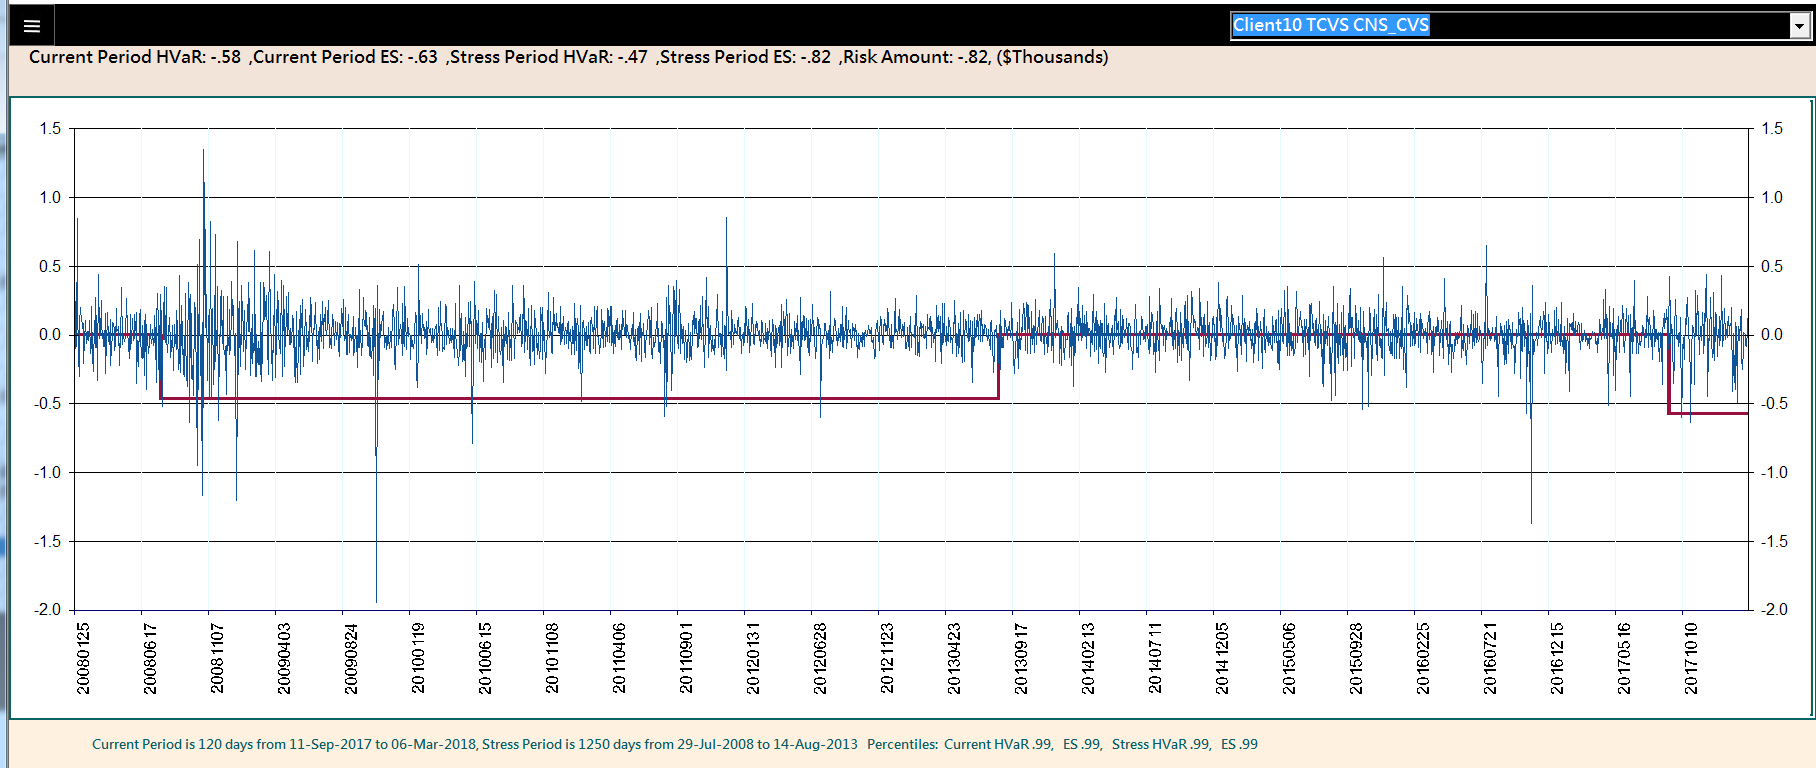 Client10 TCVS CNS_CVS
Current Period HVaR: -.58 ,Current Period ES: -.63 ,Stress Period HVaR: -.47 ,Stress Period ES: -.82 ,Risk Amount: -.82, ($Thousands)
1.5 1.5
1.0 1.0
0.5 0.5
0.0 0.0
-0.5 -0.5
-1.0 -1.0
-1.5 -1.5
-2.0 -2.0
20080125 20080617 20081107 20090403 20090824 20100119 20100615 20101108 20110406 20110901 20120131 20120628 20121123 20130423 20130917 20140213 20140711 20141205 20150506 20150928 20160225 20160721 20161215 20170516 20171010
Current Period is 120 days from 11-Sep-2017 to 06-Mar-2018, Stress Period is 1250 days from 29-Jul-2008 to 14-Aug-2013 Percentiles: Current HVaR .99, ES .99, Stress HVaR .99, ES .99